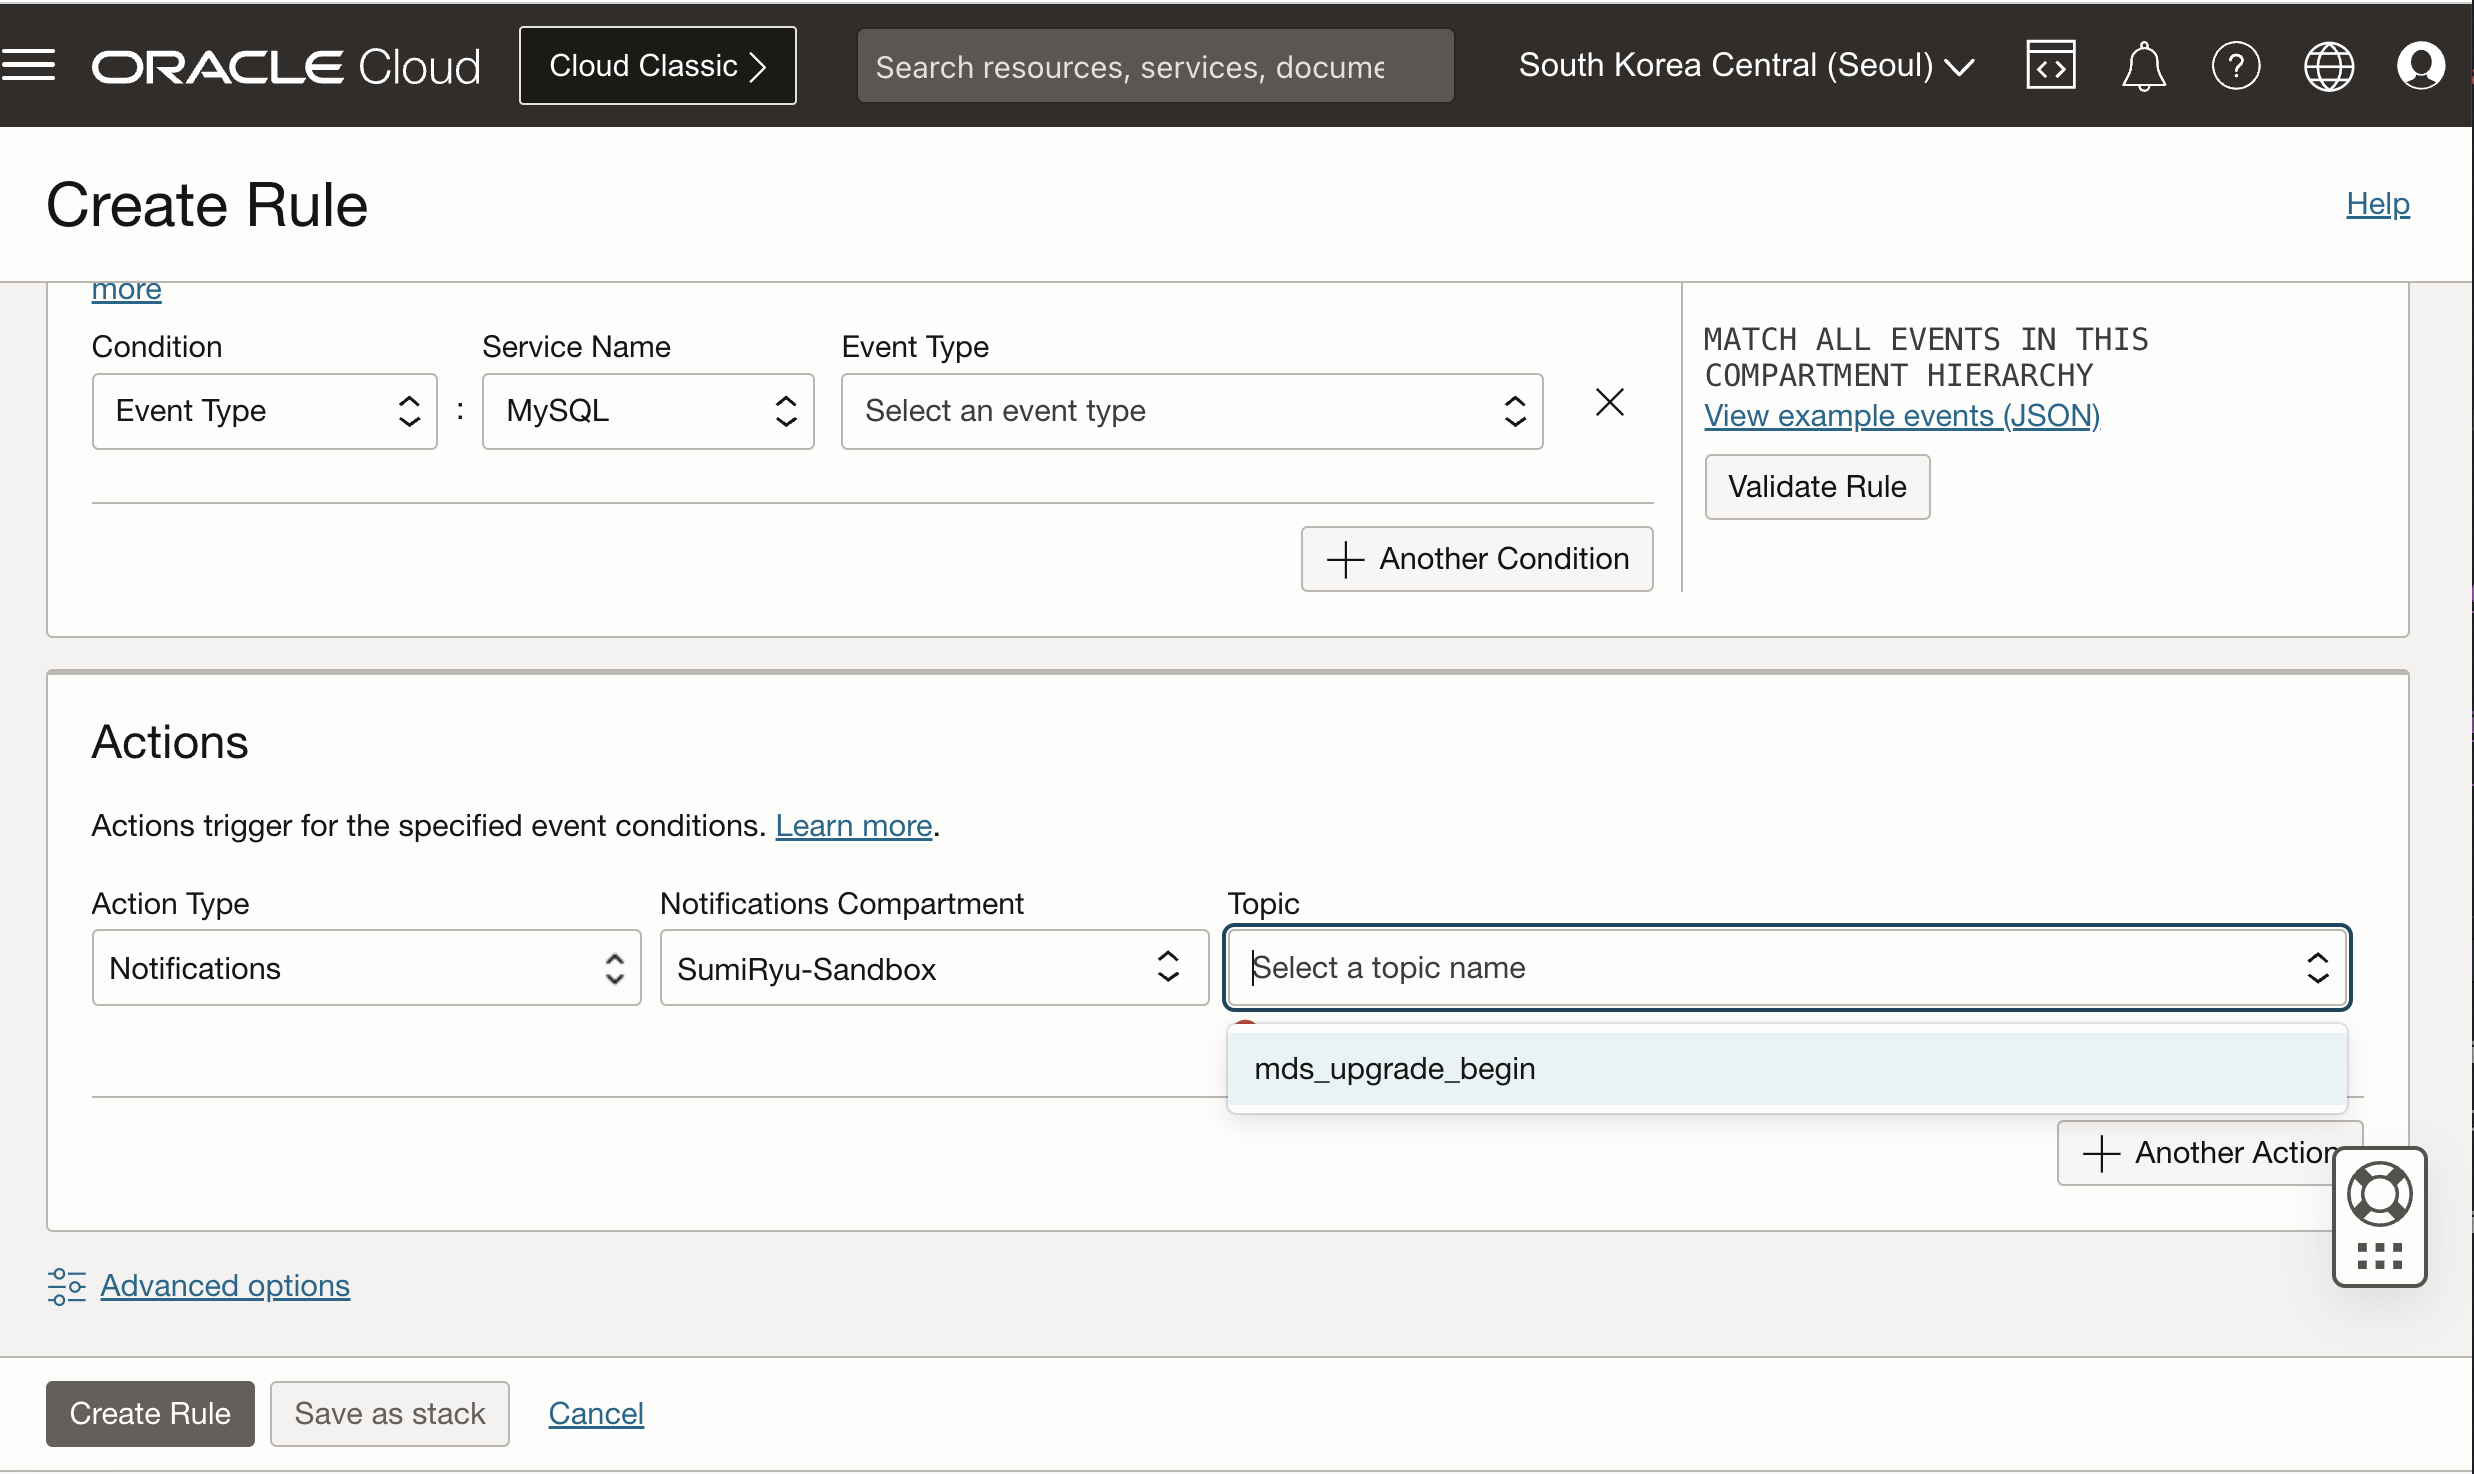 ORACLE Cloud
Cloud Classic
Search resources, services, docume
South Korea Central (Seoul)
Create Rule
Help
more
Condition
Service Name
Event Type
Event Type
:
MySQL
Select an event type
MATCH ALL EVENTS IN THIS
COMPARTMENT HIERARCHY
View example events (JSON)
Validate Rule
Another Condition
Actions
Actions trigger for the specified event conditions. Learn more.
Action Type
Notifications Compartment
Topic
Notifications
SumiRyu-Sandbox
Select a topic name
mds_upgrade_begin
Another Action
Advanced options
Create Rule
Save as stack
Cancel